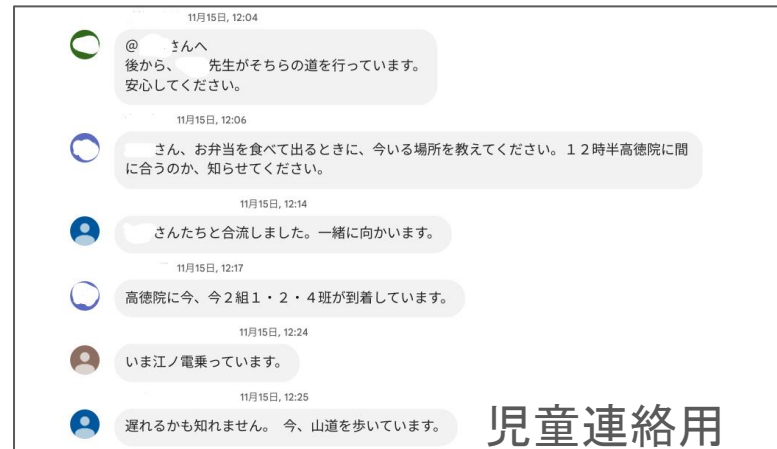 11月15日, 12:04
@ さんへ
後から、 先生がそちらの道を行っています。
安心してください。
11月15日, 12:06
さん、お弁当を食べて出るときに、今いる場所を教えてください。１２時半高徳院に間
に合うのか、知らせてください。
11月15日, 12:14
さんたちと合流しました。一緒に向かいます。
11月15日, 12:17
高徳院に今、今２組１・２・４班が到着しています。
11月15日, 12:24
いま江ノ電乗っています。
11月15日, 12:25
遅れるかも知れません。 今、山道を歩いています。
児童連絡用